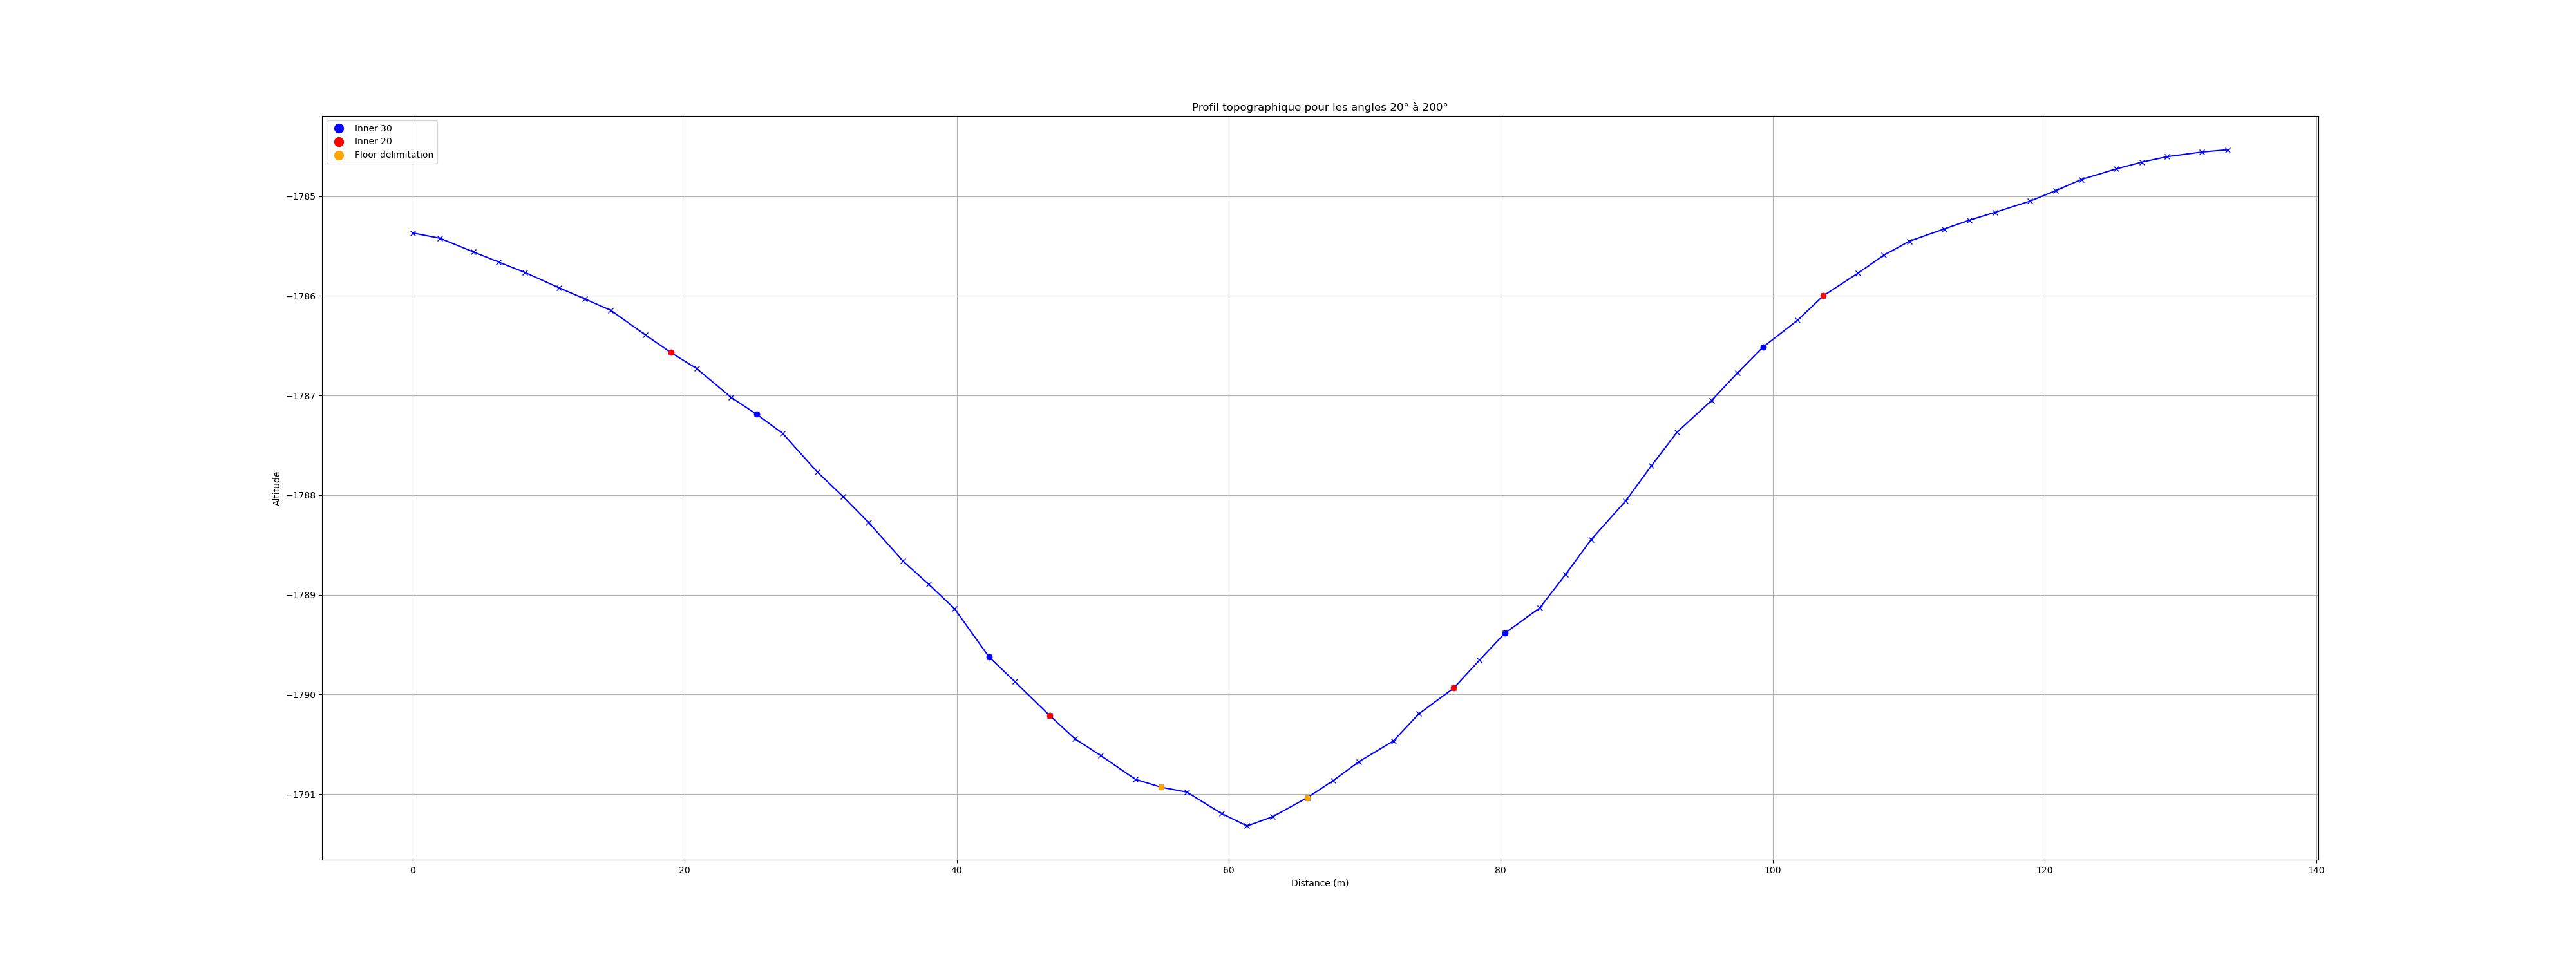 Profil topographique pour les angles 20° à 200°
Inner 30
Inner 20
Floor delimitation
Altitude
−1785
−1786
−1787
−1788
−1789
−1790
−1791
0 20 40 60 80 100 120 140
Distance (m)